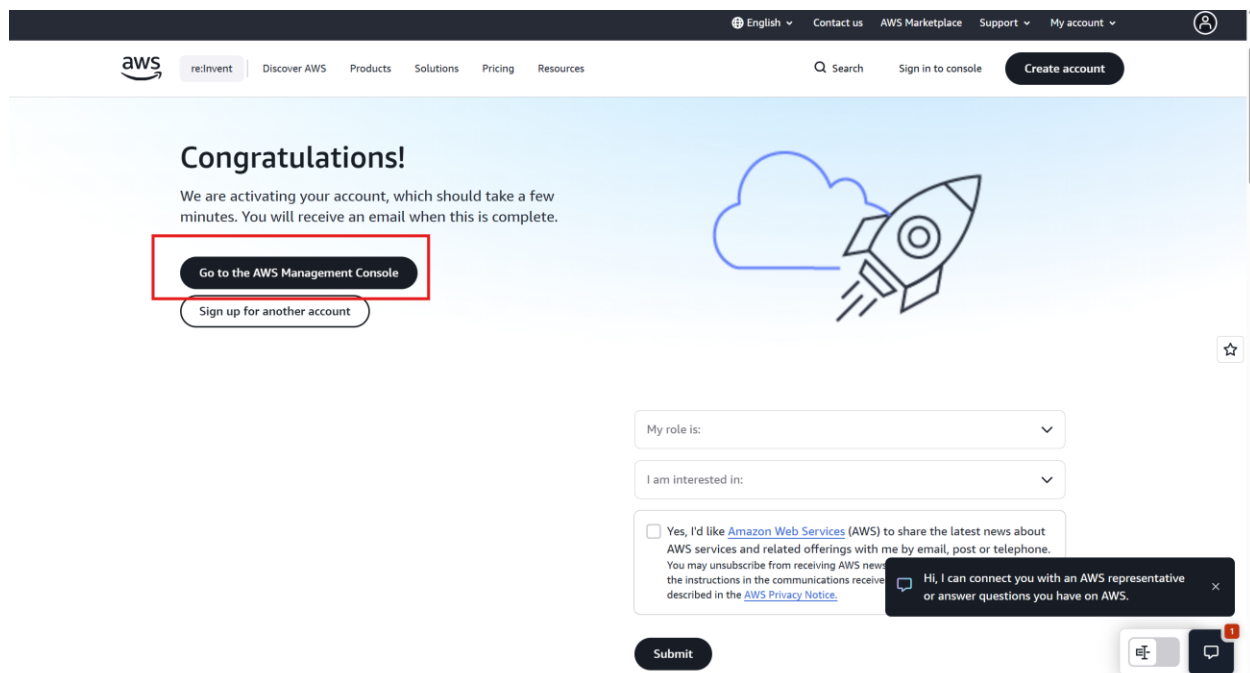 English Contact us AWS Marketplace Support My account
aws re:Invent Discover AWS Products Solutions Pricing Resources Search Sign in to console Create account
Congratulations!
We are activating your account, which should take a few
minutes. You will receive an email when this is complete.
Go to the AWS Management Console
Sign up for another account
My role is:
I am interested in:
Yes, I'd like Amazon Web Services (AWS) to share the latest news about
AWS services and related offerings with me by email, post or telephone.
You may unsubscribe from receiving AWS news
the instructions in the communications receive
described in the AWS Privacy Notice.
Hi, I can connect you with an AWS representative
or answer questions you have on AWS.
1
Submit